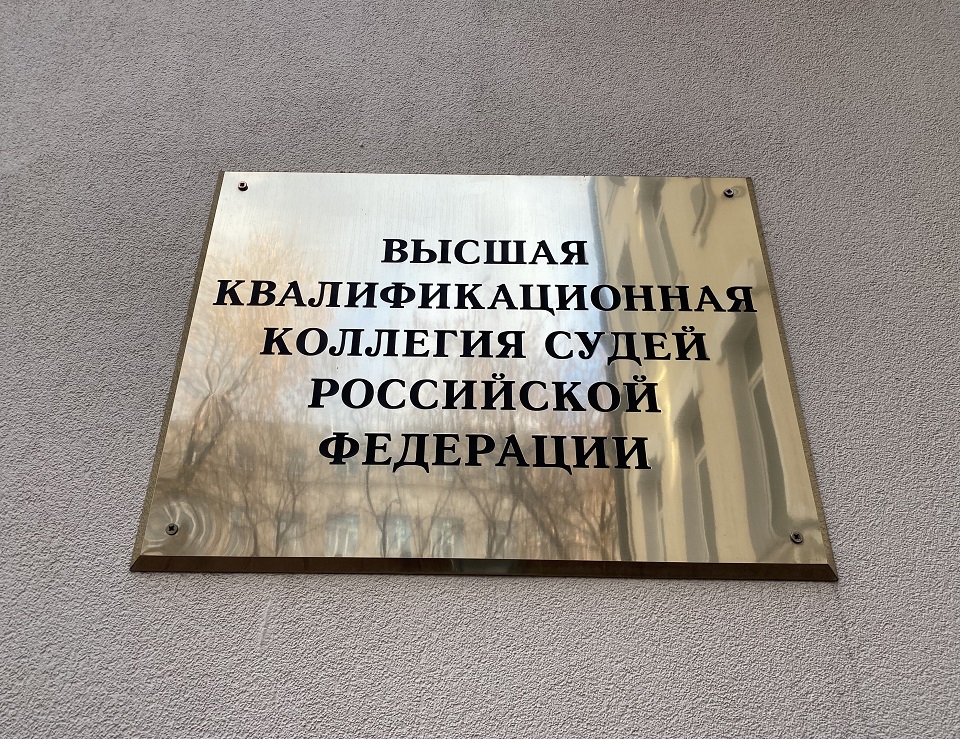 ВЫСШАЯ
КВАЛИФИКАЦИОННАЯ
КОЛЛЕГИЯ СУДЕЙ
РОССИЙСКОЙ
ФЕДЕРАЦИИ